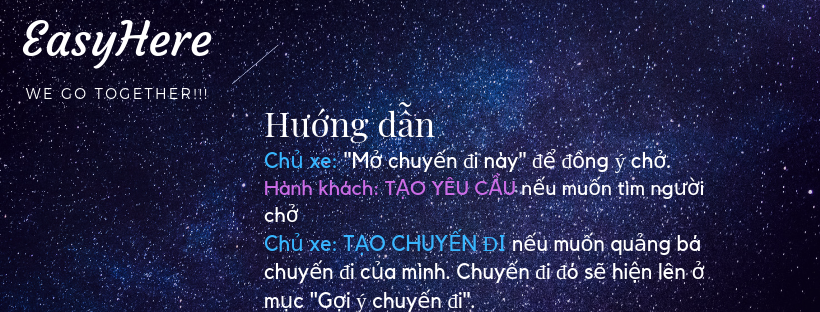 EasyHere
WE GO TOGETHER!!!
Hướng dẫn
Chủ xe: "Mở chuyến đi này" để đồng ý chở.
Hành khách: TẠO YÊU CẦU nếu muốn tìm người
chở
Chủ xe: TẠO CHUYẾN ĐI nếu muốn quảng bá
chuyến đi của mình. Chuyến đi đó sẽ hiện lên ở
mục "Gợi ý chuyến đi".